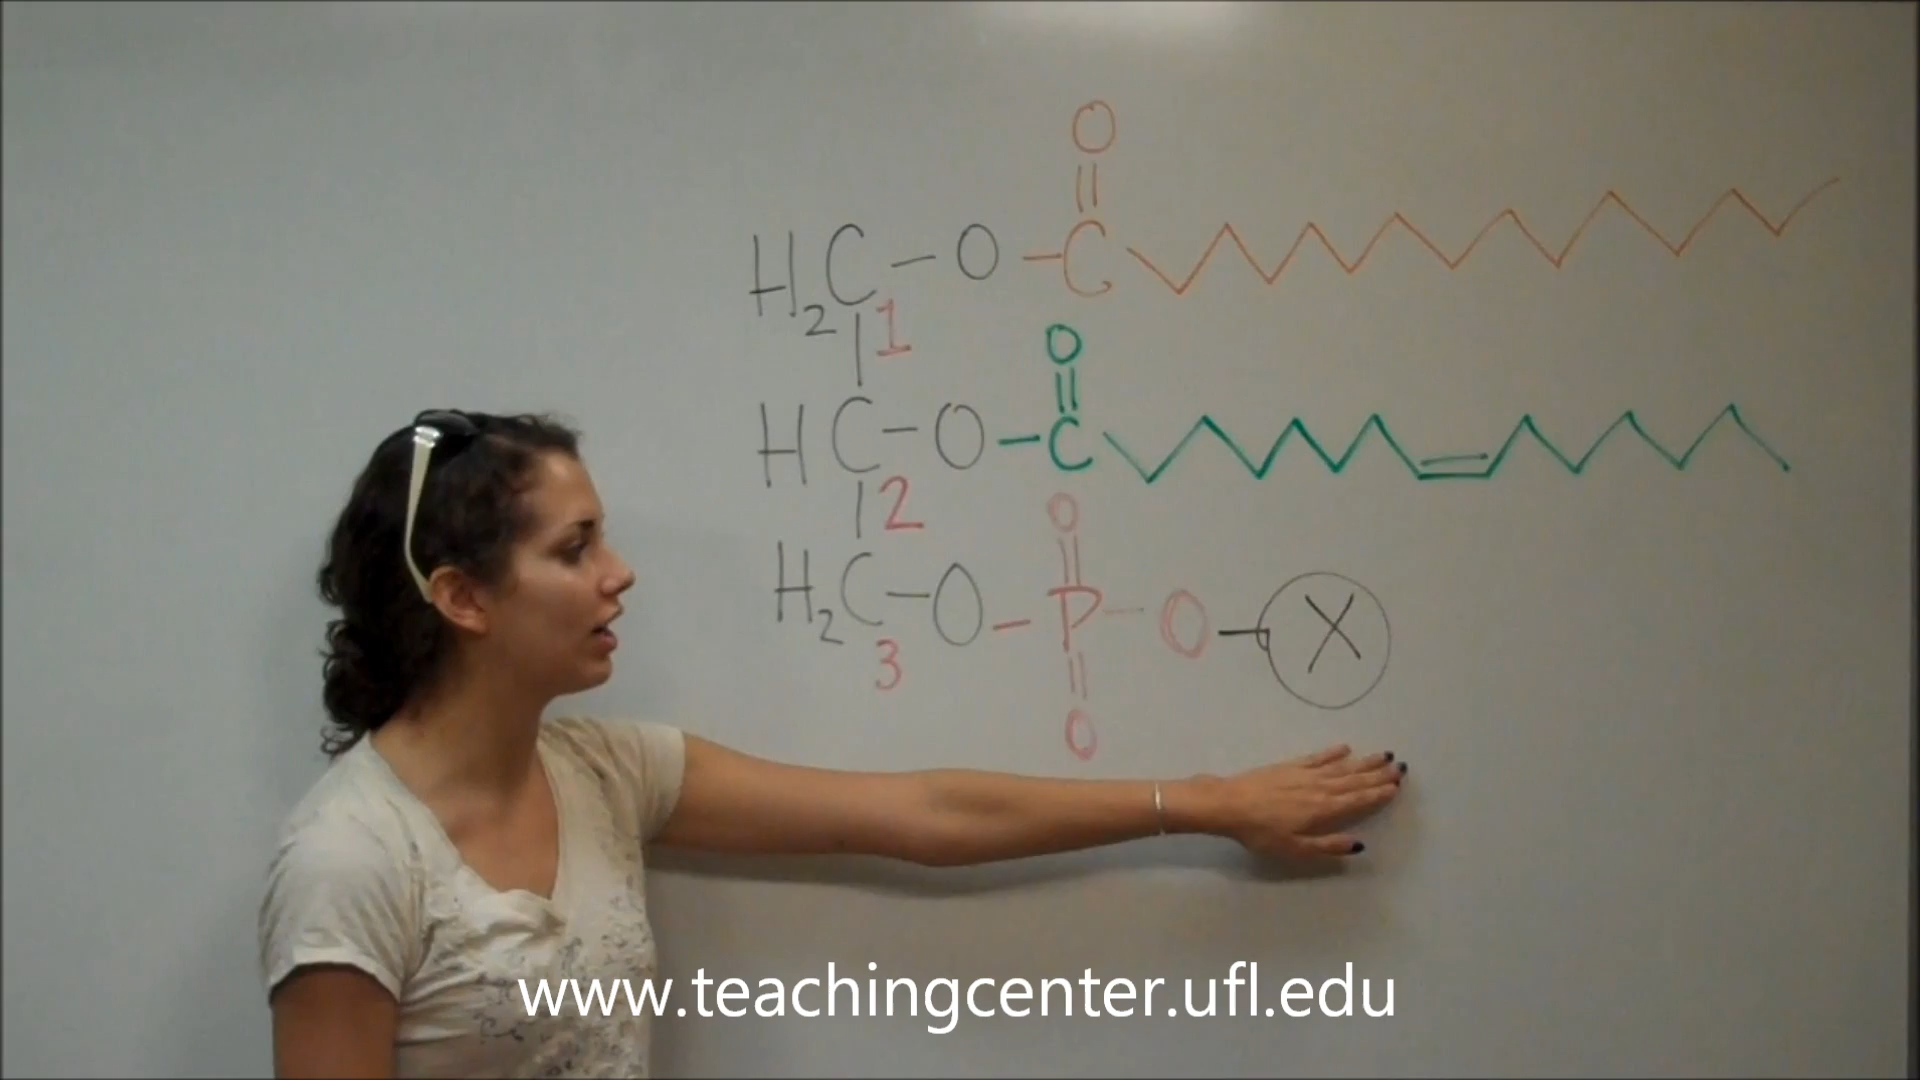 O
H₂C-O-C
1
O
HC-O-C
2
O
H₂C-O-P-O-X
3
O
www.teachingcenter.ufl.edu